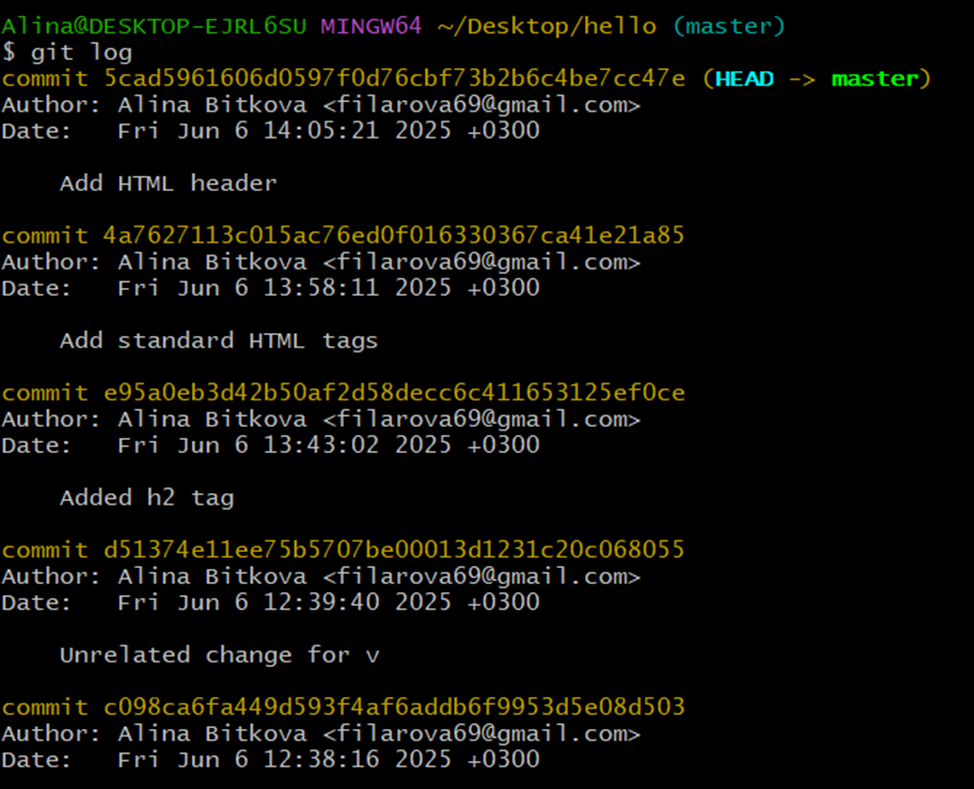 Alina@DESKTOP-EJRL6SU MINGW64 ~/Desktop/hello (master)
$ git log
commit 5cad5961606d0597f0d76cbf73b2b6c4be7cc47e (HEAD -> master)
Author: Alina Bitkova <filarova69@gmail.com>
Date:   Fri Jun 6 14:05:21 2025 +0300
    Add HTML header
commit 4a7627113c015ac76ed0f016330367ca41e21a85
Author: Alina Bitkova <filarova69@gmail.com>
Date:   Fri Jun 6 13:58:11 2025 +0300
    Add standard HTML tags
commit e95a0eb3d42b50af2d58decc6c411653125ef0ce
Author: Alina Bitkova <filarova69@gmail.com>
Date:   Fri Jun 6 13:43:02 2025 +0300
    Added h2 tag
commit d51374e11ee75b5707be00013d1231c20c068055
Author: Alina Bitkova <filarova69@gmail.com>
Date:   Fri Jun 6 12:39:40 2025 +0300
    Unrelated change for v
commit c098ca6fa449d593f4af6addb6f9953d5e08d503
Author: Alina Bitkova <filarova69@gmail.com>
Date:   Fri Jun 6 12:38:16 2025 +0300